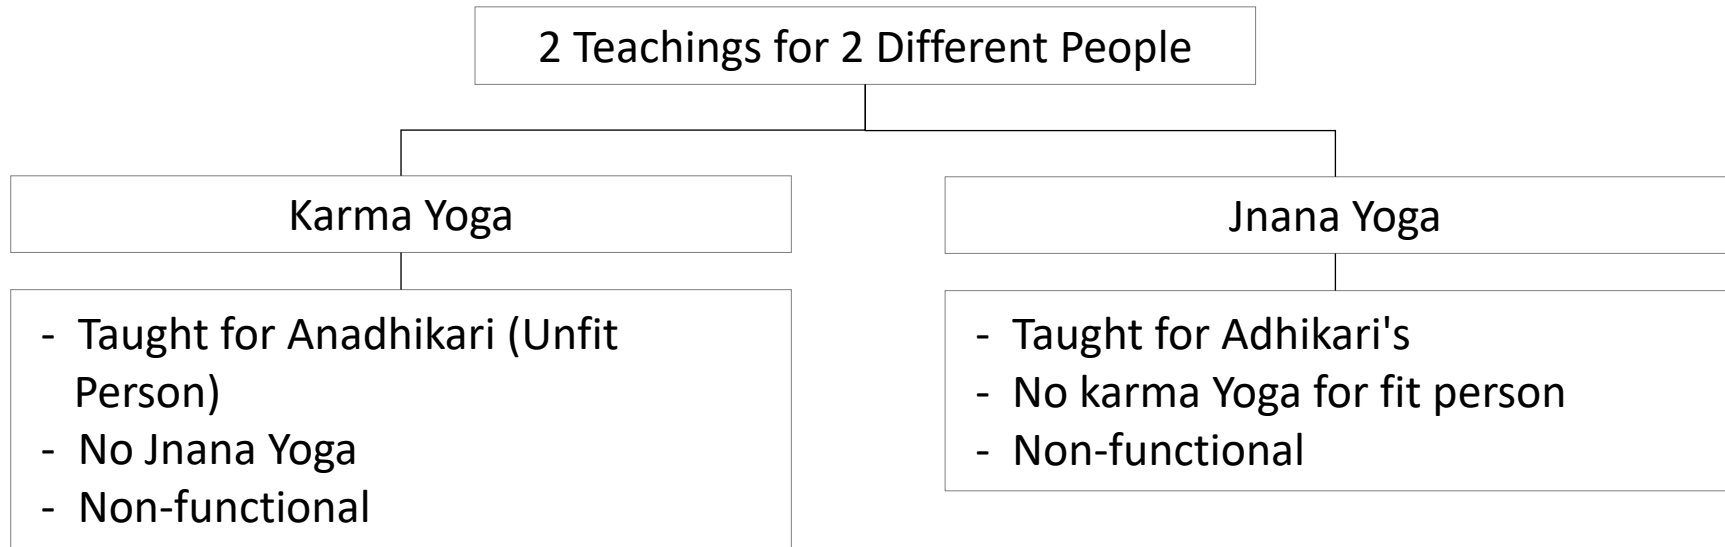 2 Teachings for 2 Different People
Karma Yoga
- Taught for Anadhikari (Unfit
Person)
- No Jnana Yoga
- Non-functional
Jnana Yoga
- Taught for Adhikari's
- No karma Yoga for fit person
- Non-functional